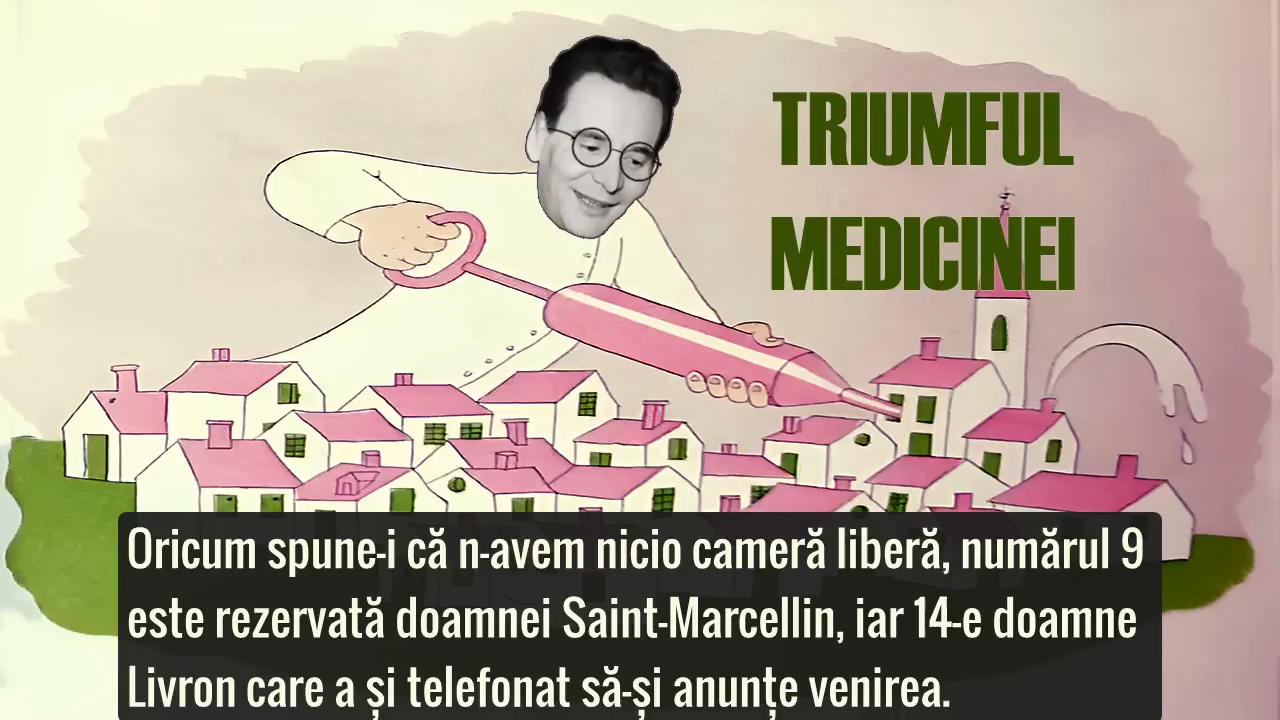 TRIUMFUL
MEDICINEI
Oricum spune-i că n-avem nicio cameră liberă, numărul 9
este rezervată doamnei Saint-Marcellin, iar 14-e doamne
Livron care a și telefonat să-și anunțe venirea.